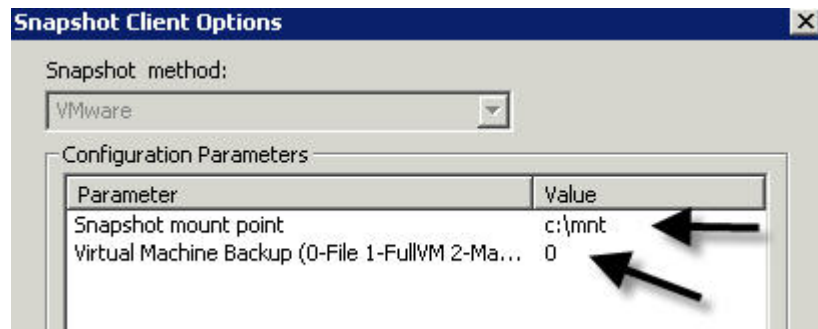 Snapshot Client Options
Snapshot method:
VMware
Configuration Parameters
Parameter Value
Snapshot mount point c:\mnt
Virtual Machine Backup (0-File 1-FullVM 2-Ma... 0